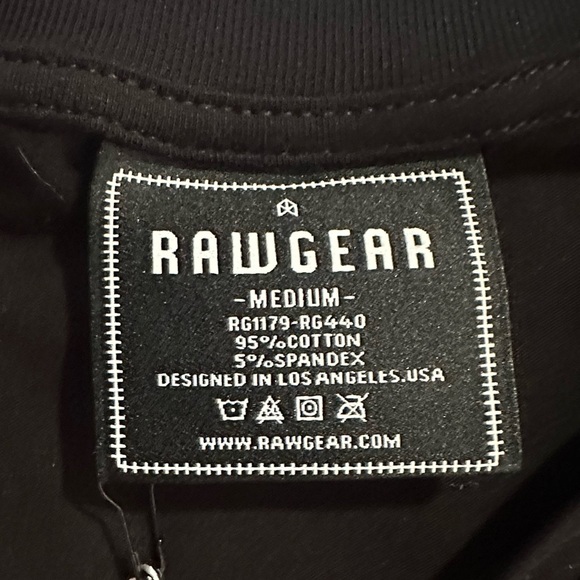 RAWGEAR
-MEDIUM-
RG1179-RG440
95%COTTON
5%SPANDEX
DESIGNED IN LOS ANGELES.USA
WWW.RAWGEAR.COM